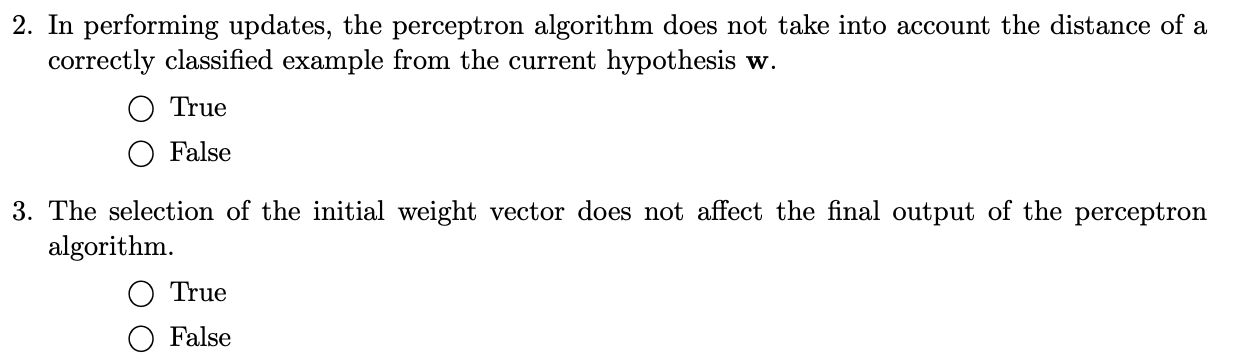 2. In performing updates, the perceptron algorithm does not take into account the distance of a
correctly classified example from the current hypothesis w.
True
False
3. The selection of the initial weight vector does not affect the final output of the perceptron
algorithm.
True
False